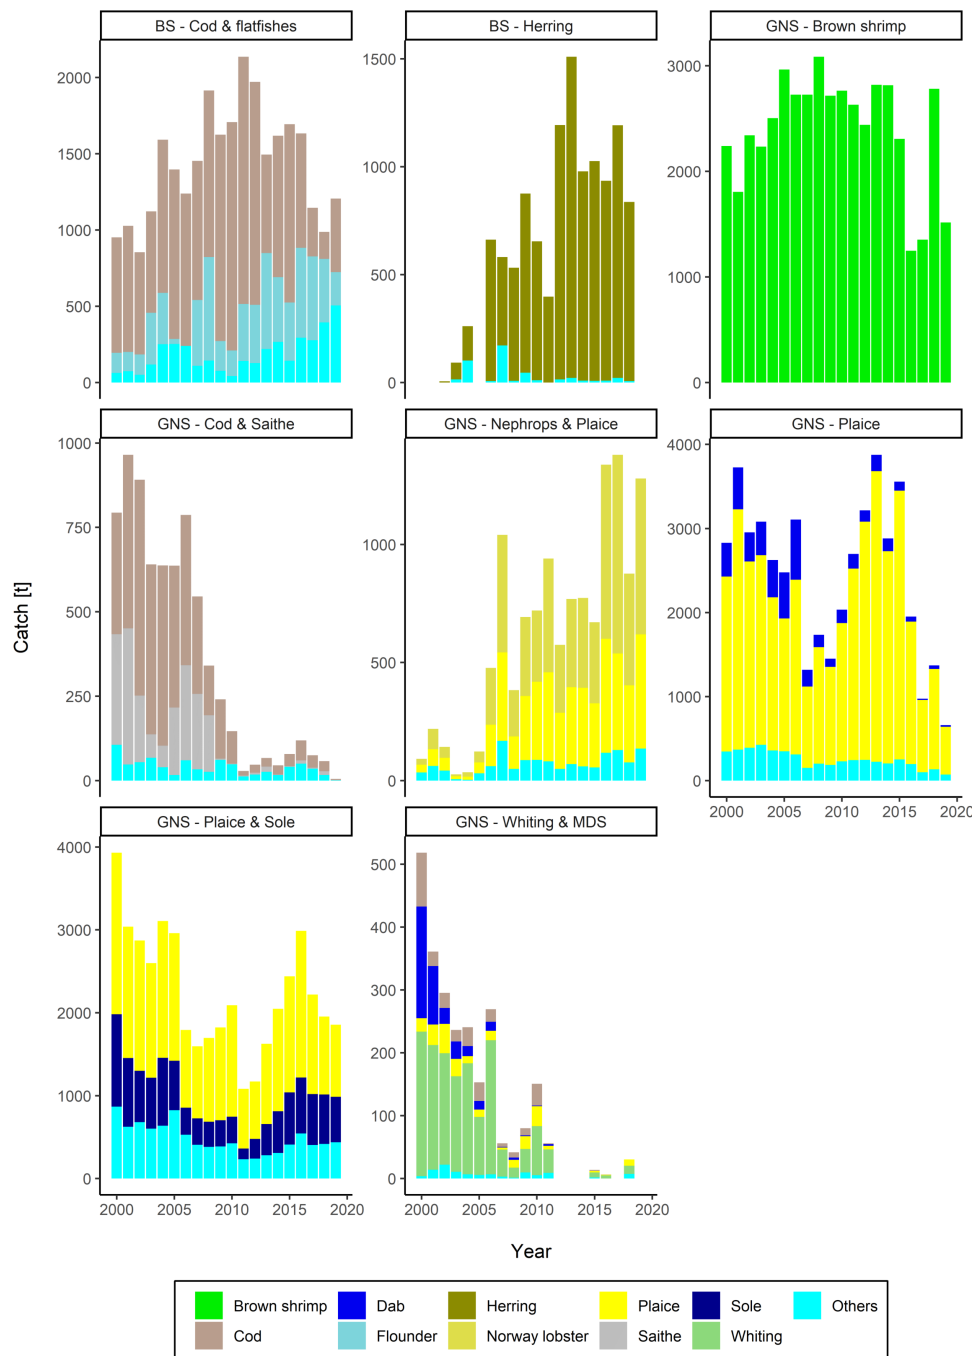 BS - Cod & flatfishes
BS - Herring
GNS - Brown shrimp
2000
1500
1000
500
0
1500
1000
500
0
3000
2000
1000
0
GNS - Cod & Saithe
GNS - Nephrops & Plaice
GNS - Plaice
1000
750
500
250
0
1000
500
0
4000
3000
2000
1000
0
2000
2005
2010
2015
2020
Catch [t]
GNS - Plaice & Sole
GNS - Whiting & MDS
4000
3000
2000
1000
0
500
400
300
200
100
0
2000
2005
2010
2015
2020
2000
2005
2010
2015
2020
Year
Brown shrimp
Dab
Herring
Plaice
Sole
Others
Cod
Flounder
Norway lobster
Saithe
Whiting